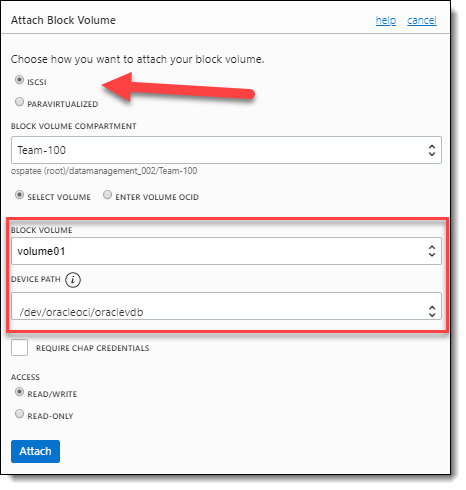 Attach Block Volume help cancel
Choose how you want to attach your block volume.
ISCSI
PARAVIRTUALIZED
BLOCK VOLUME COMPARTMENT
Team-100
ospatee (root)/datamanagement_002/Team-100
SELECT VOLUME ENTER VOLUME OCID
BLOCK VOLUME
volume01
DEVICE PATH i
/dev/oracleoci/oraclevdb
REQUIRE CHAP CREDENTIALS
ACCESS
READ/WRITE
READ-ONLY
Attach